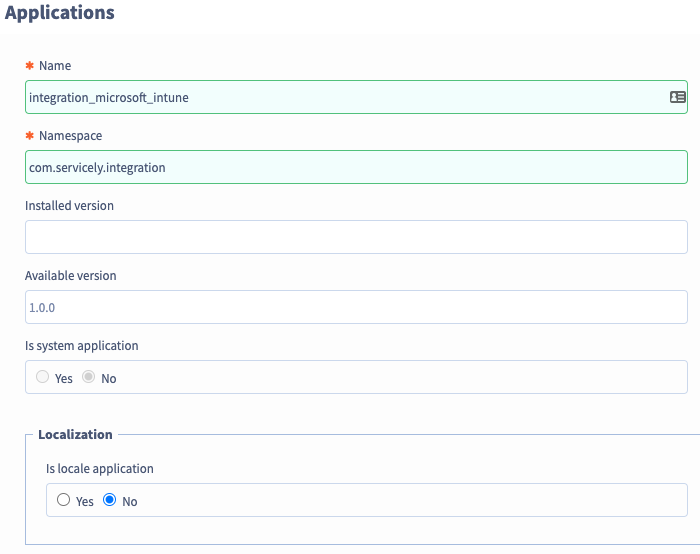 Applications
✱ Name
integration_microsoft_intune
✱ Namespace
com.servicely.integration
Installed version
Available version
1.0.0
Is system application
Yes No
Localization
Is locale application
Yes No